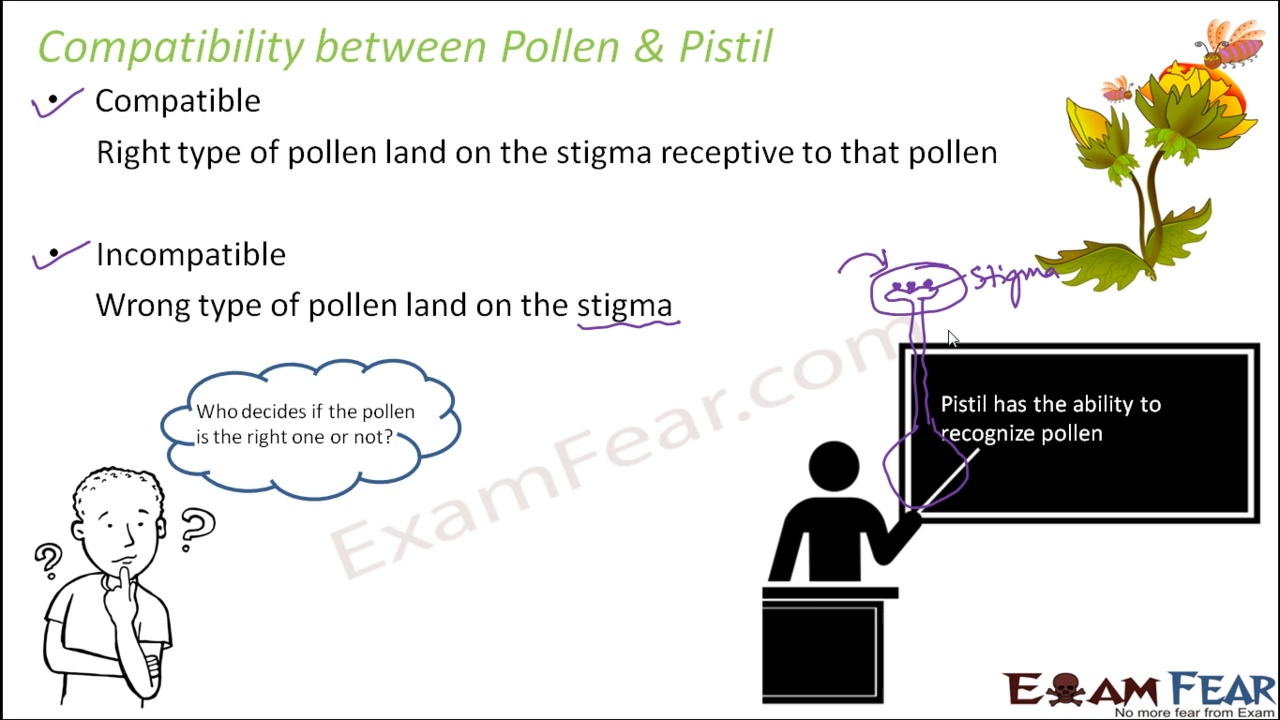 Compatibility between Pollen & Pistil
• Compatible
Right type of pollen land on the stigma receptive to that pollen
• Incompatible
Wrong type of pollen land on the stigma
Stigma
Who decides if the pollen
is the right one or not?
Pistil has the ability to
recognize pollen
? ?
ExamFear.com
EXAM FEAR
No more fear from Exam